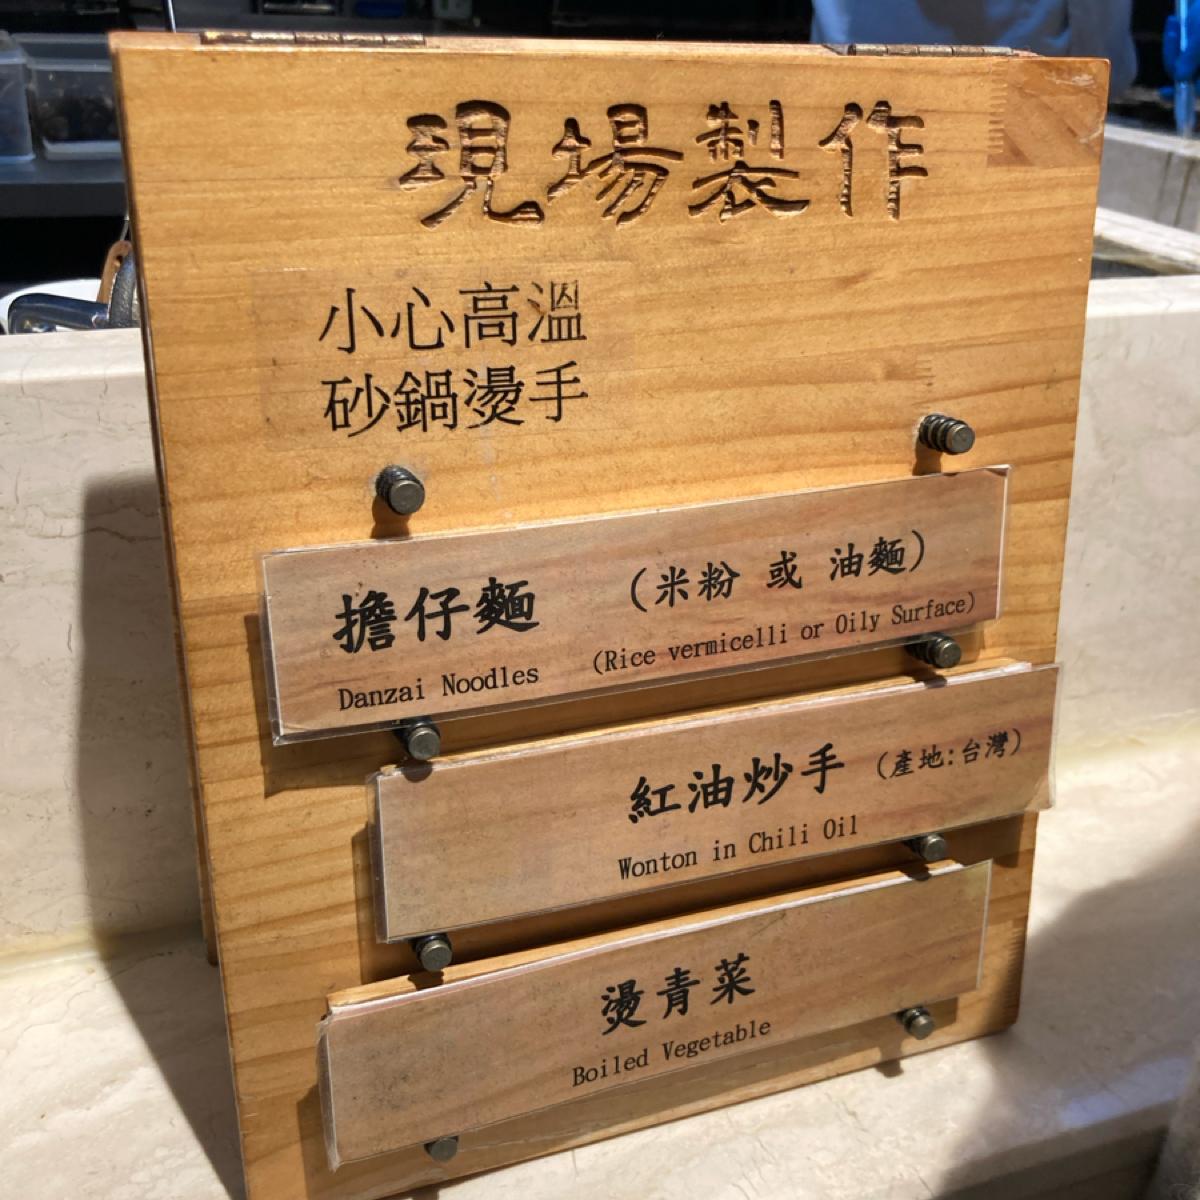 現場製作
小心高溫
砂鍋燙手
擔仔麵 (米粉 或 油麵)
Danzai Noodles (Rice vermicelli or Oily Surface)
紅油炒手 (產地:台灣)
Wonton in Chili Oil
燙青菜
Boiled Vegetable